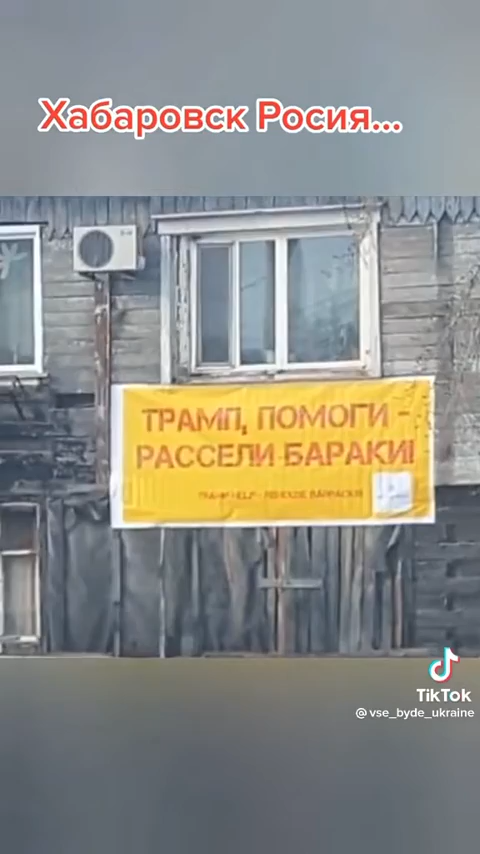 Хабаровск Росия...
ТРАМП, ПОМОГИ -
РАССЕЛИ БАРАКИ!
TikTok
@vse_byde_ukraine